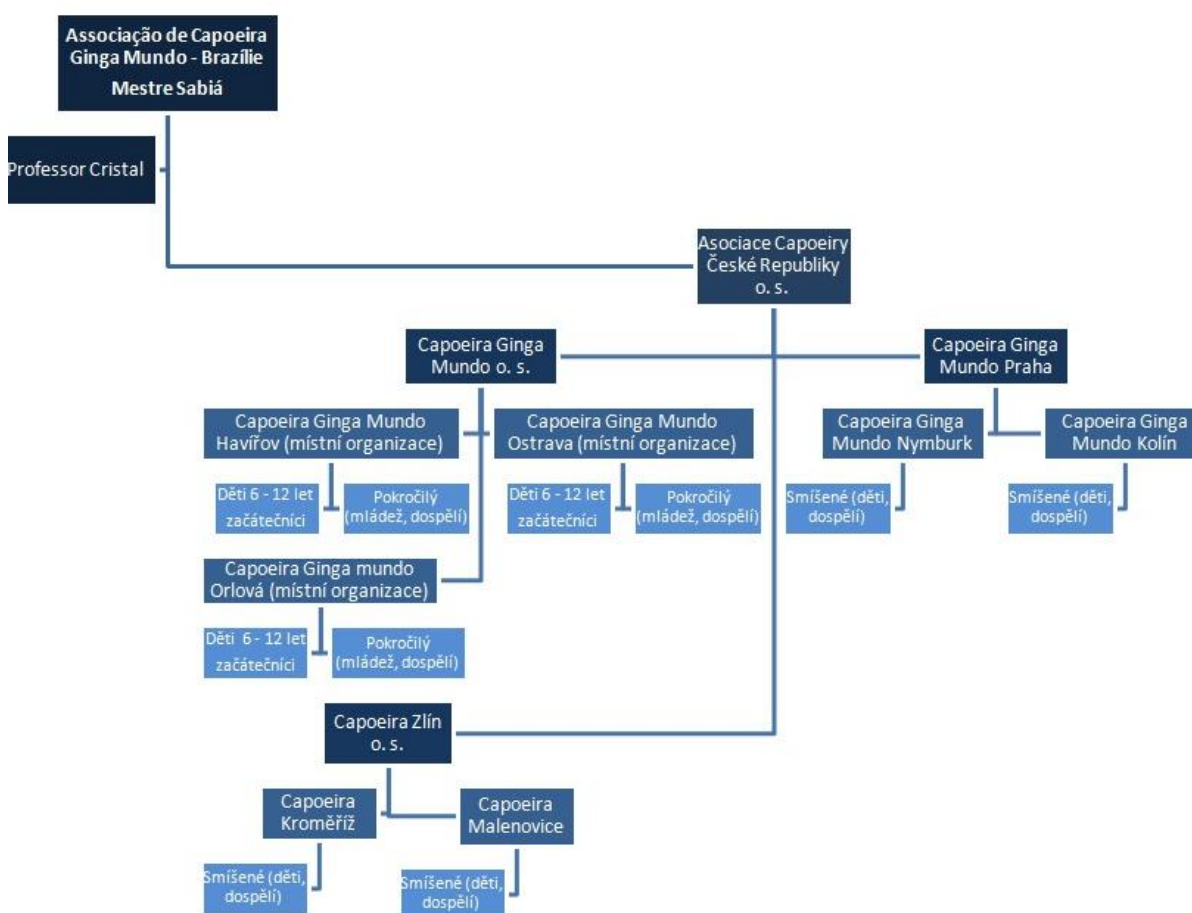 Associação de Capoeira
Ginga Mundo - Brazílie
Mestre Sabiá
Professor Cristal
Asociace Capoeiry
České Republiky
o. s.
Capoeira Ginga
Mundo o. s.
Capoeira Ginga
Mundo Praha
Capoeira Ginga Mundo
Havířov (místní organizace)
Capoeira Ginga Mundo
Ostrava (místní organizace)
Capoeira Ginga
Mundo Nymburk
Capoeira Ginga
Mundo Kolín
Děti 6 - 12 let
začátečníci
Pokročilý
(mládež, dospělí)
Děti 6 - 12 let
začátečníci
Pokročilý
(mládež, dospělí)
Smíšené (děti,
dospělí)
Smíšené (děti,
dospělí)
Capoeira Ginga mundo
Orlová (místní organizace)
Děti 6 - 12 let
začátečníci
Pokročilý
(mládež, dospělí)
Capoeira Zlín
o. s.
Capoeira
Kroměříž
Capoeira
Malenovice
Smíšené (děti,
dospělí)
Smíšené (děti,
dospělí)